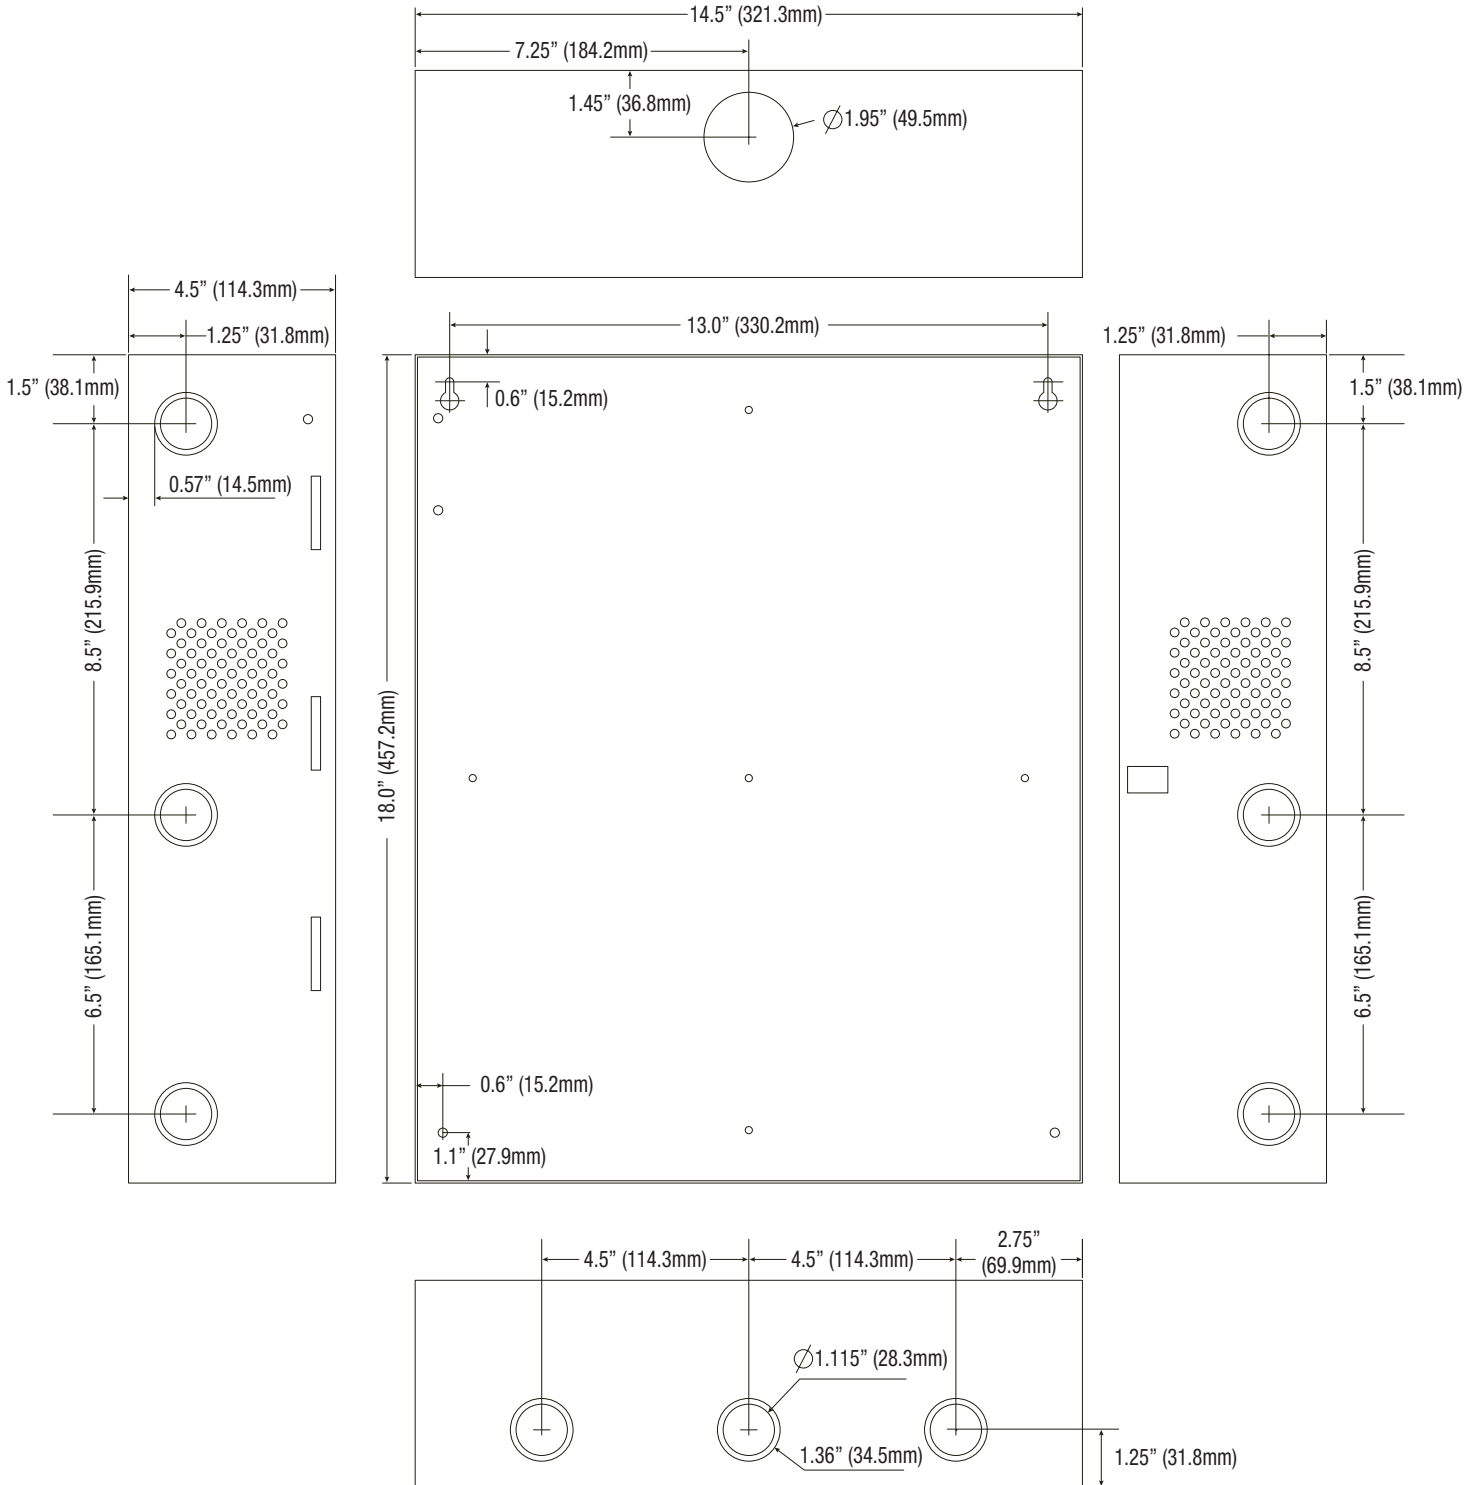 14.5” (321.3mm)
7.25” (184.2mm)
1.45” (36.8mm)
1.95” (49.5mm)
4.5” (114.3mm)
1.25” (31.8mm)
13.0” (330.2mm)
1.25” (31.8mm)
1.5” (38.1mm)
0.6” (15.2mm)
1.5” (38.1mm)
0.57” (14.5mm)
8.5” (215.9mm)
18.0” (457.2mm)
8.5” (215.9mm)
6.5” (165.1mm)
6.5” (165.1mm)
0.6” (15.2mm)
1.1” (27.9mm)
4.5” (114.3mm)
4.5” (114.3mm)
2.75”
(69.9mm)
1.115” (28.3mm)
1.36” (34.5mm)
1.25” (31.8mm)